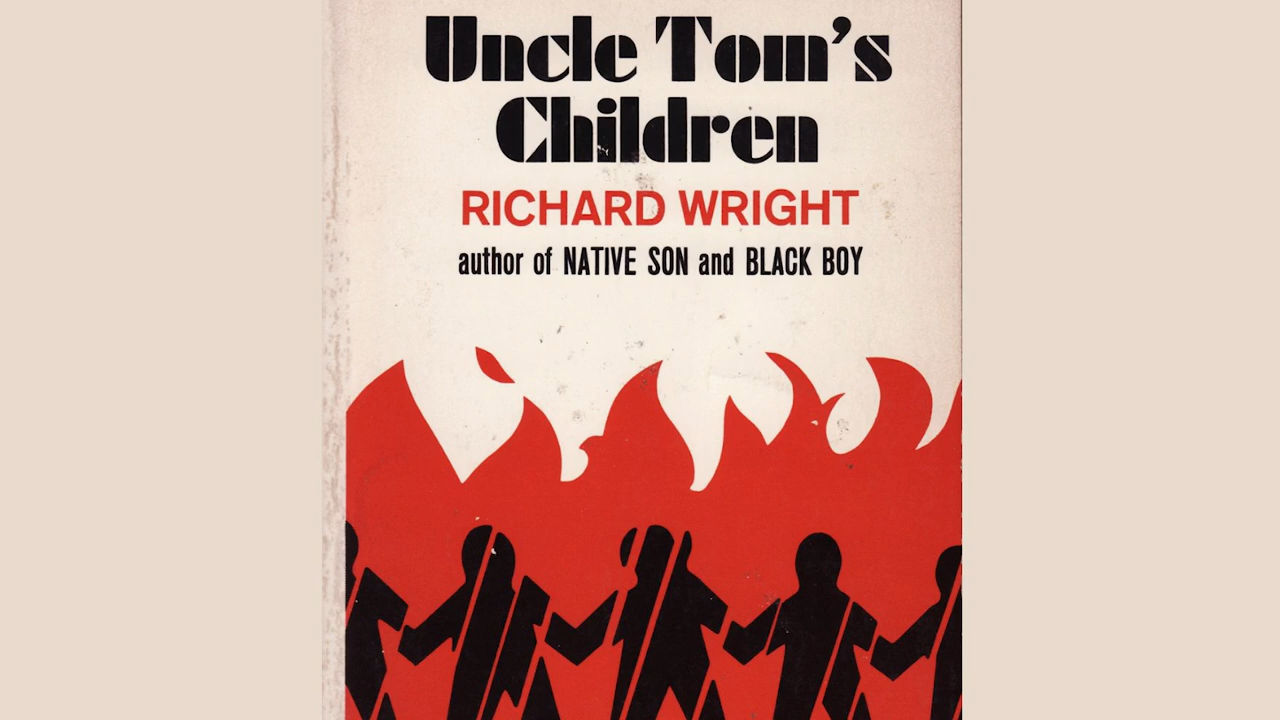 Uncle Tom's
Children
RICHARD WRIGHT
author of NATIVE SON and BLACK BOY